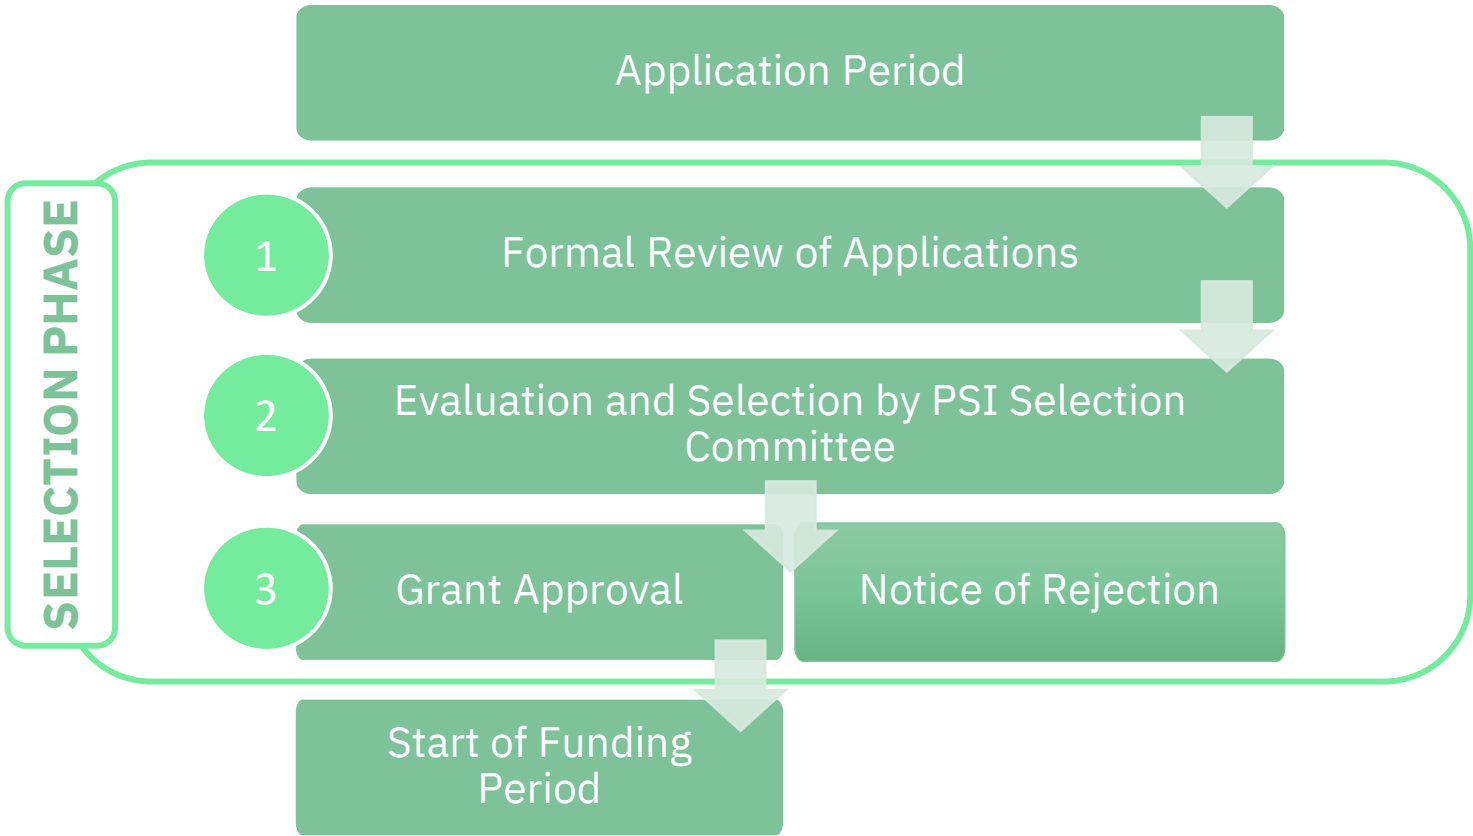 Application Period
SELECTION PHASE
1
Formal Review of Applications
2
Evaluation and Selection by PSI Selection
Committee
3
Grant Approval
Notice of Rejection
Start of Funding
Period